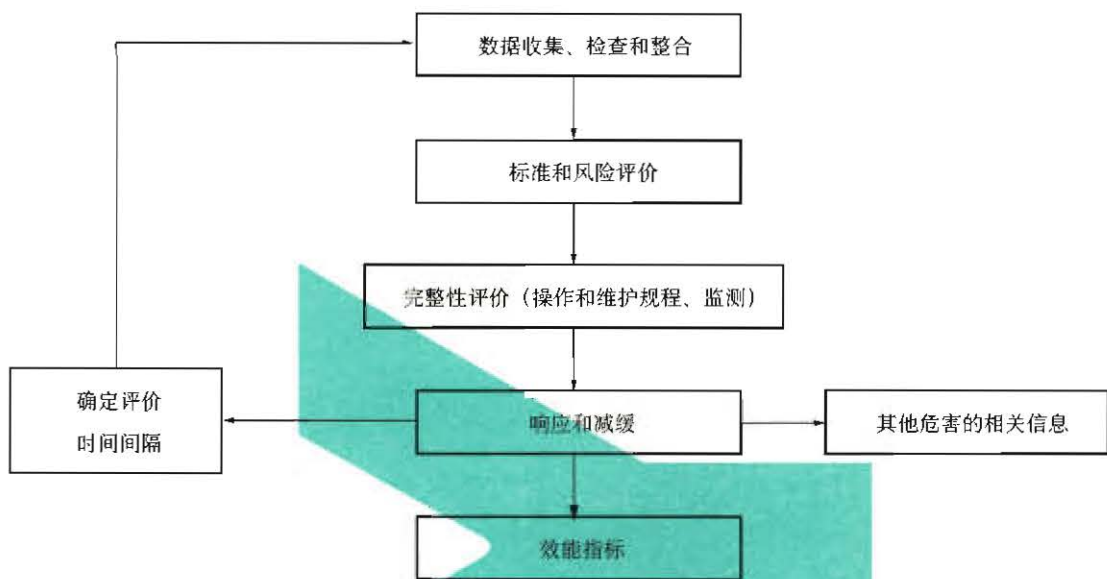 数据收集、检查和整合
标准和风险评价
完整性评价（操作和维护规程、监测）
确定评价
时间间隔
响应和减缓
其他危害的相关信息
效能指标